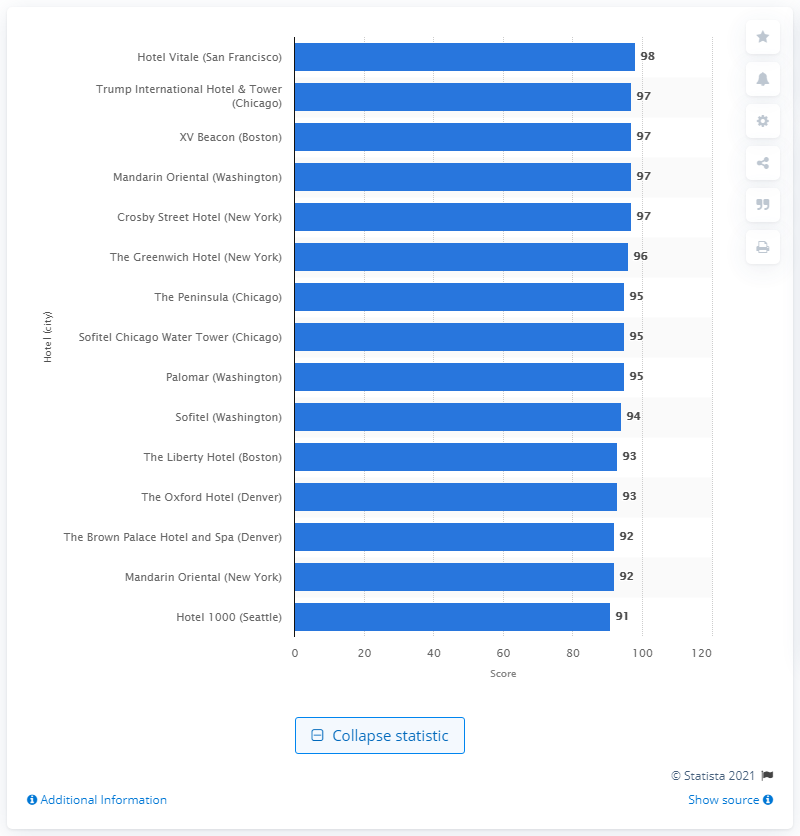 Hotel Vitale (San Francisco) 98
Trump International Hotel & Tower
(Chicago) 97
XV Beacon (Boston) 97
Mandarin Oriental (Washington) 97
Crosby Street Hotel (New York) 97
The Greenwich Hotel (New York) 96
The Peninsula (Chicago) 95
Sofitel Chicago Water Tower (Chicago) 95
Palomar (Washington) 95
Sofitel (Washington) 94
The Liberty Hotel (Boston) 93
The Oxford Hotel (Denver) 93
The Brown Palace Hotel and Spa (Denver) 92
Mandarin Oriental (New York) 92
Hotel 1000 (Seattle) 91
Hotel (city)
0 20 40 60 80 100 120
Score
Collapse statistic
© Statista 2021
Additional Information
Show source